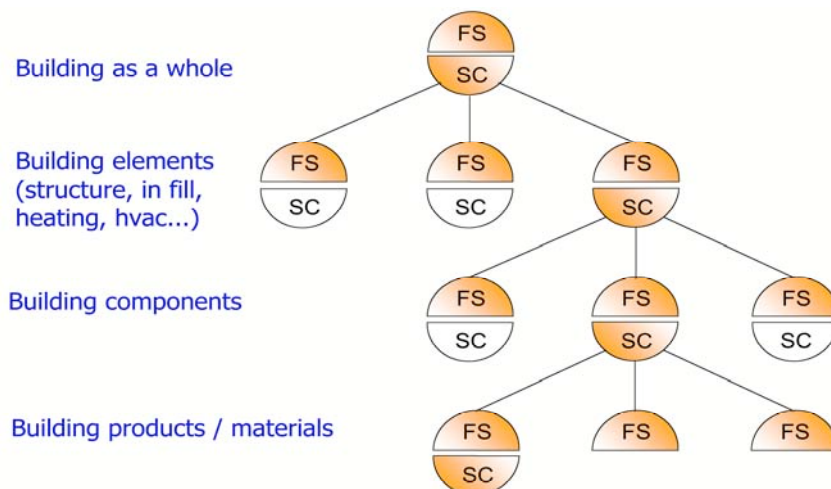 FS
Building as a whole
SC
Building elements
(structure, in fill,
heating, hvac...)
FS FS FS
SC SC SC
Building components
FS FS FS
SC SC SC
Building products / materials
FS FS FS
SC